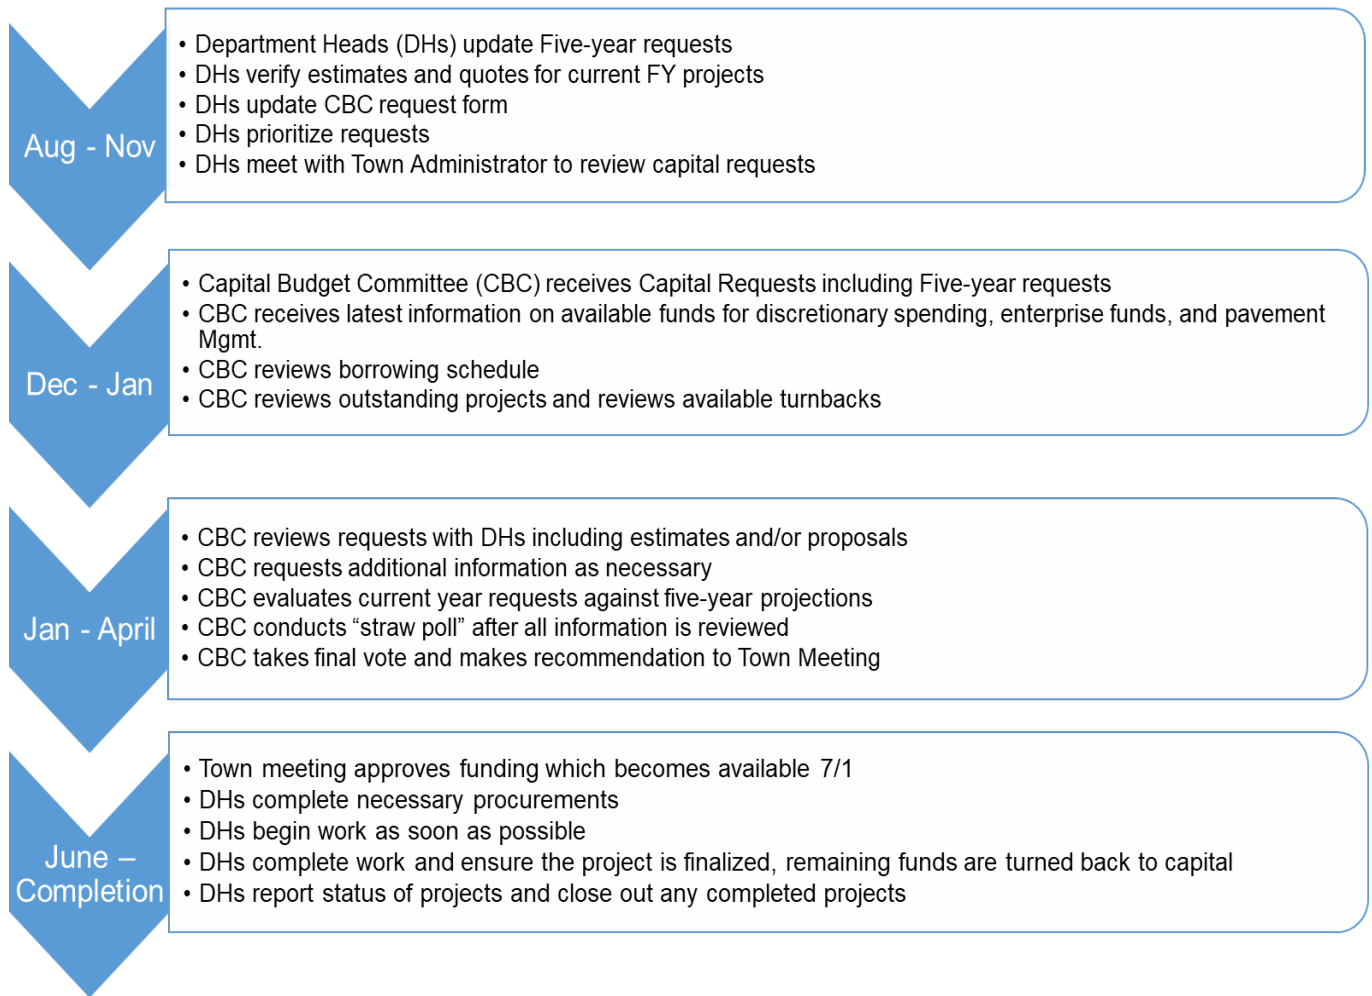 Aug - Nov
• Department Heads (DHs) update Five-year requests
• DHs verify estimates and quotes for current FY projects
• DHs update CBC request form
• DHs prioritize requests
• DHs meet with Town Administrator to review capital requests
Dec - Jan
• Capital Budget Committee (CBC) receives Capital Requests including Five-year requests
• CBC receives latest information on available funds for discretionary spending, enterprise funds, and pavement
Mgmt.
• CBC reviews borrowing schedule
• CBC reviews outstanding projects and reviews available turnbacks
Jan - April
• CBC reviews requests with DHs including estimates and/or proposals
• CBC requests additional information as necessary
• CBC evaluates current year requests against five-year projections
• CBC conducts “straw poll” after all information is reviewed
• CBC takes final vote and makes recommendation to Town Meeting
June –
Completion
• Town meeting approves funding which becomes available 7/1
• DHs complete necessary procurements
• DHs begin work as soon as possible
• DHs complete work and ensure the project is finalized, remaining funds are turned back to capital
• DHs report status of projects and close out any completed projects